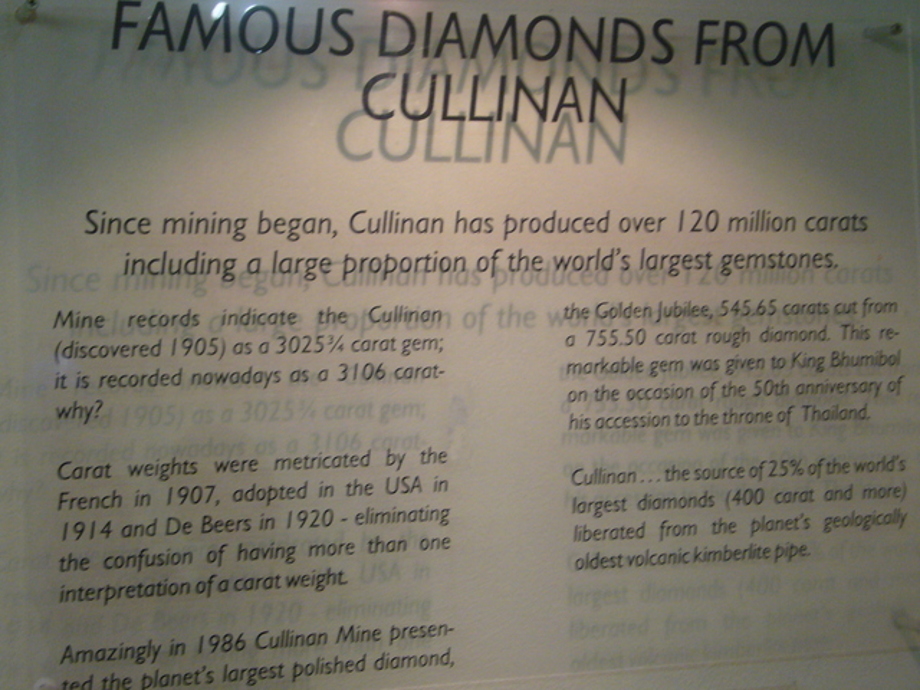 FAMOUS DIAMONDS FROM
CULLINAN
Since mining began, Cullinan has produced over 120 million carats
including a large proportion of the world's largest gemstones.
Mine records indicate the Cullinan
(discovered 1905) as a 3025¾ carat gem;
it is recorded nowadays as a 3106 carat-
why?
Carat weights were metricated by the
French in 1907, adopted in the USA in
1914 and De Beers in 1920 - eliminating
the confusion of having more than one
interpretation of a carat weight.
Amazingly in 1986 Cullinan Mine presen-
ted the planet's largest polished diamond,
the Golden Jubilee, 545.65 carats cut from
a 755.50 carat rough diamond. This re-
markable gem was given to King Bhumibol
on the occasion of the 50th anniversary of
his accession to the throne of Thailand.
Cullinan... the source of 25% of the world's
largest diamonds (400 carat and more)
liberated from the planet's geologically
oldest volcanic kimberlite pipe.